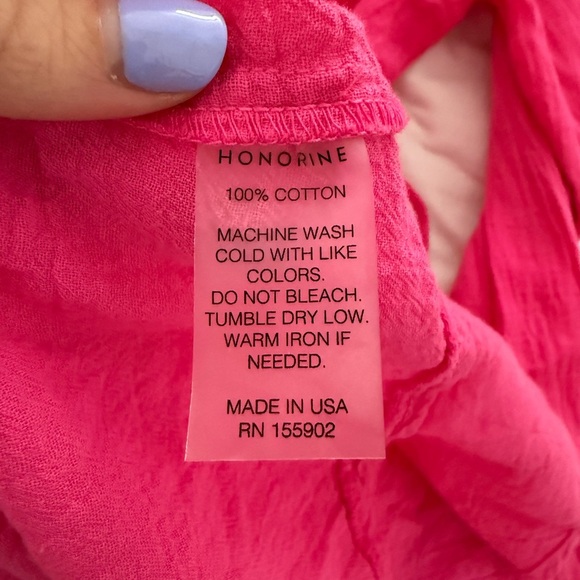 HONORINE
100% COTTON
MACHINE WASH
COLD WITH LIKE
COLORS.
DO NOT BLEACH.
TUMBLE DRY LOW.
WARM IRON IF
NEEDED.
MADE IN USA
RN 155902